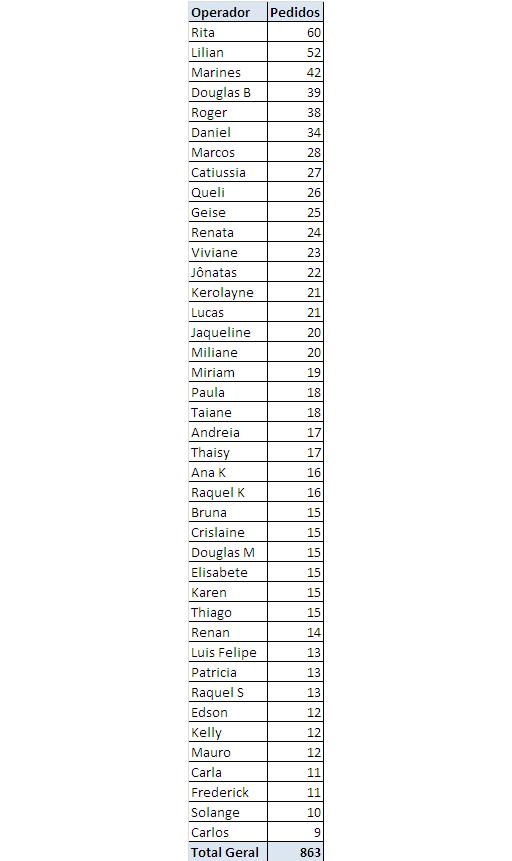 Operador Pedidos
Rita 60
Lilian 52
Marines 42
Douglas B 39
Roger 38
Daniel 34
Marcos 28
Catiussia 27
Queli 26
Geise 25
Renata 24
Viviane 23
Jônatas 22
Kerolayne 21
Lucas 21
Jaqueline 20
Miliane 20
Miriam 19
Paula 18
Taiane 18
Andreia 17
Thaisy 17
Ana K 16
Raquel K 16
Bruna 15
Crislaine 15
Douglas M 15
Elisabete 15
Karen 15
Thiago 15
Renan 14
Luis Felipe 13
Patricia 13
Raquel S 13
Edson 12
Kelly 12
Mauro 12
Carla 11
Frederick 11
Solange 10
Carlos 9
Total Geral 863